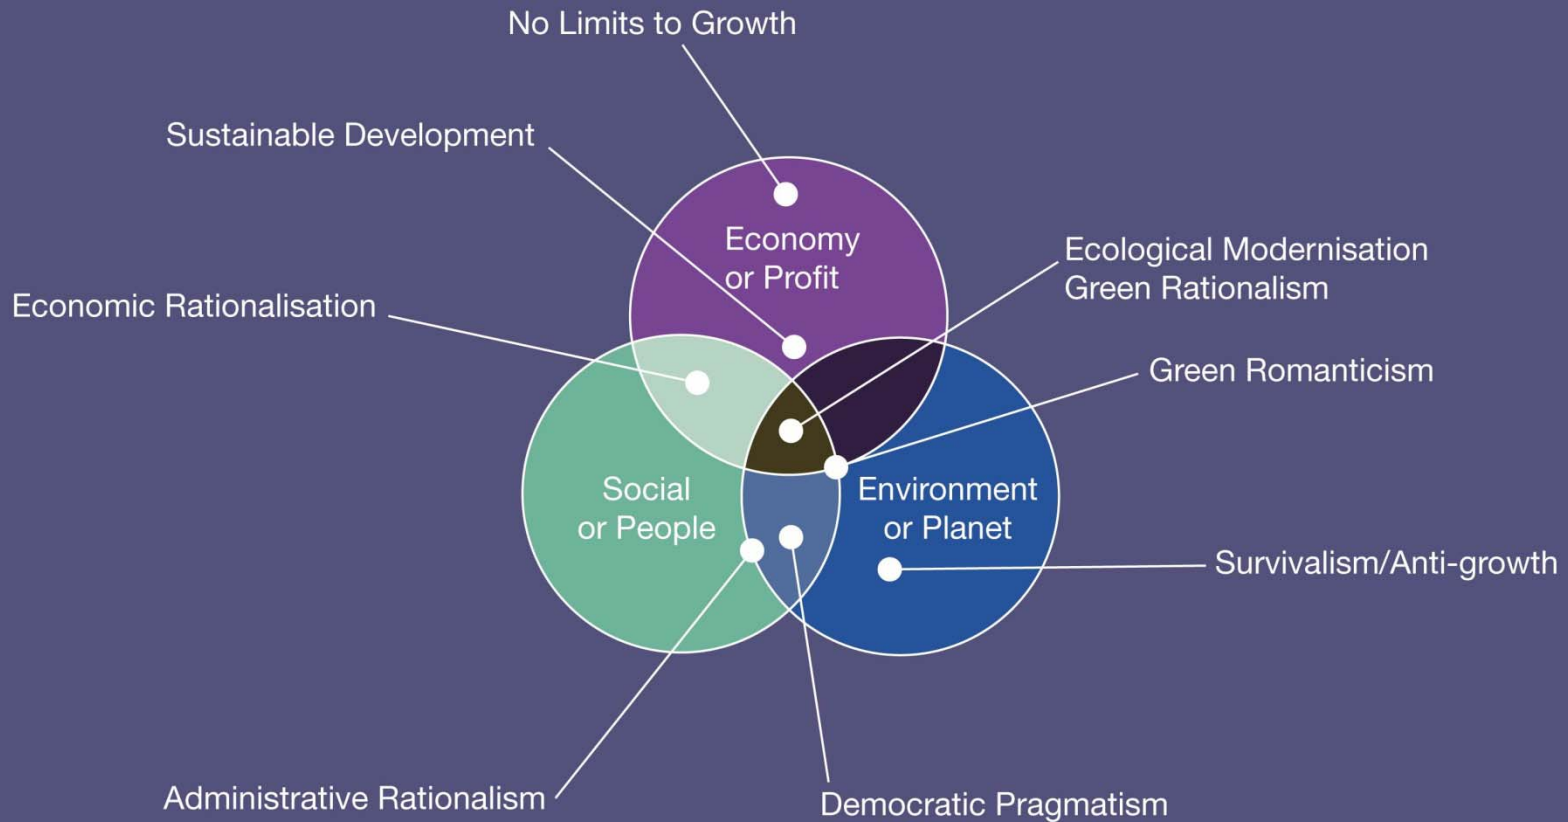 No Limits to Growth
Sustainable Development
Economy
or Profit
Ecological Modernisation
Green Rationalism
Economic Rationalisation
Green Romanticism
Social
or People
Environment
or Planet
Survivalism/Anti-growth
Administrative Rationalism
Democratic Pragmatism